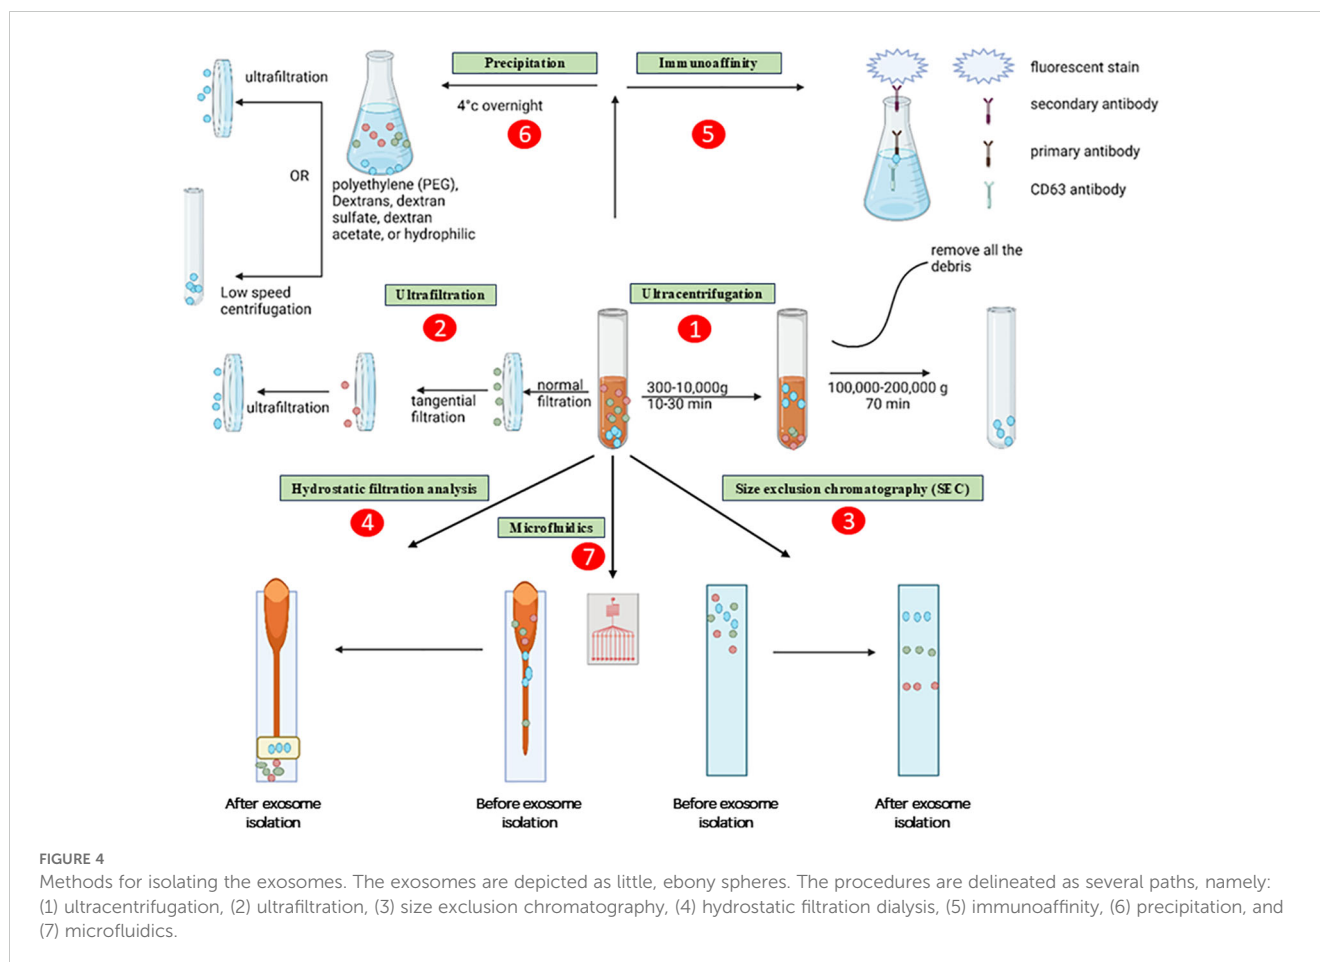 ultrafiltration
OR
Low speed
centrifugation
Precipitation
4°c overnight
6
polyethylene (PEG),
Dextrans, dextran
sulfate, dextran
acetate, or hydrophilic
Immunoaffinity
5
fluorescent stain
secondary antibody
primary antibody
CD63 antibody
remove all the
debris
Ultrafiltration
2
ultrafiltration
tangential
filtration
normal
filtration
Ultracentrifugation
1
300-10,000g
10-30 min
100,000-200,000 g
70 min
Hydrostatic filtration analysis
4
Microfluidics
7
Size exclusion chromatography (SEC)
3
After exosome
isolation
Before exosome
isolation
Before exosome
isolation
After exosome
isolation
FIGURE 4
Methods for isolating the exosomes. The exosomes are depicted as little, ebony spheres. The procedures are delineated as several paths, namely:
(1) ultracentrifugation, (2) ultrafiltration, (3) size exclusion chromatography, (4) hydrostatic filtration dialysis, (5) immunoaffinity, (6) precipitation, and
(7) microfluidics.